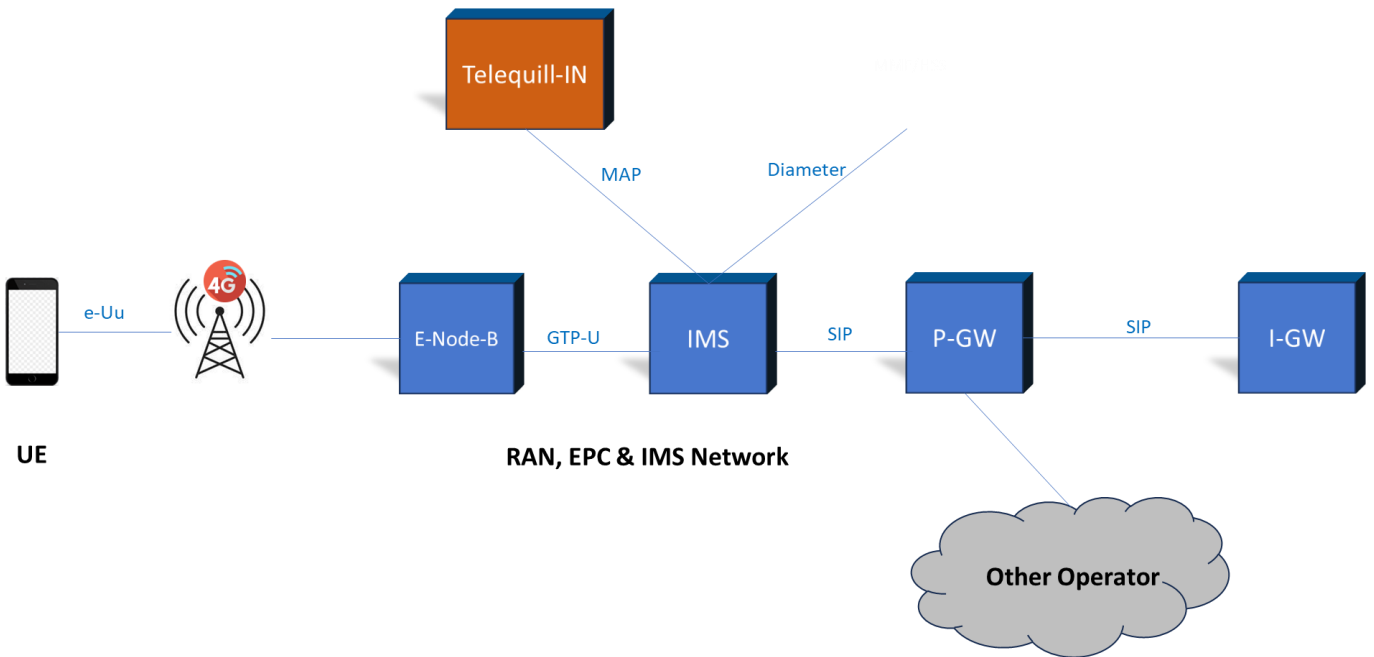 Telequill-IN
MAP
Diameter
4G
e-Uu
E-Node-B
GTP-U
IMS
SIP
P-GW
SIP
I-GW
UE
RAN, EPC & IMS Network
Other Operator